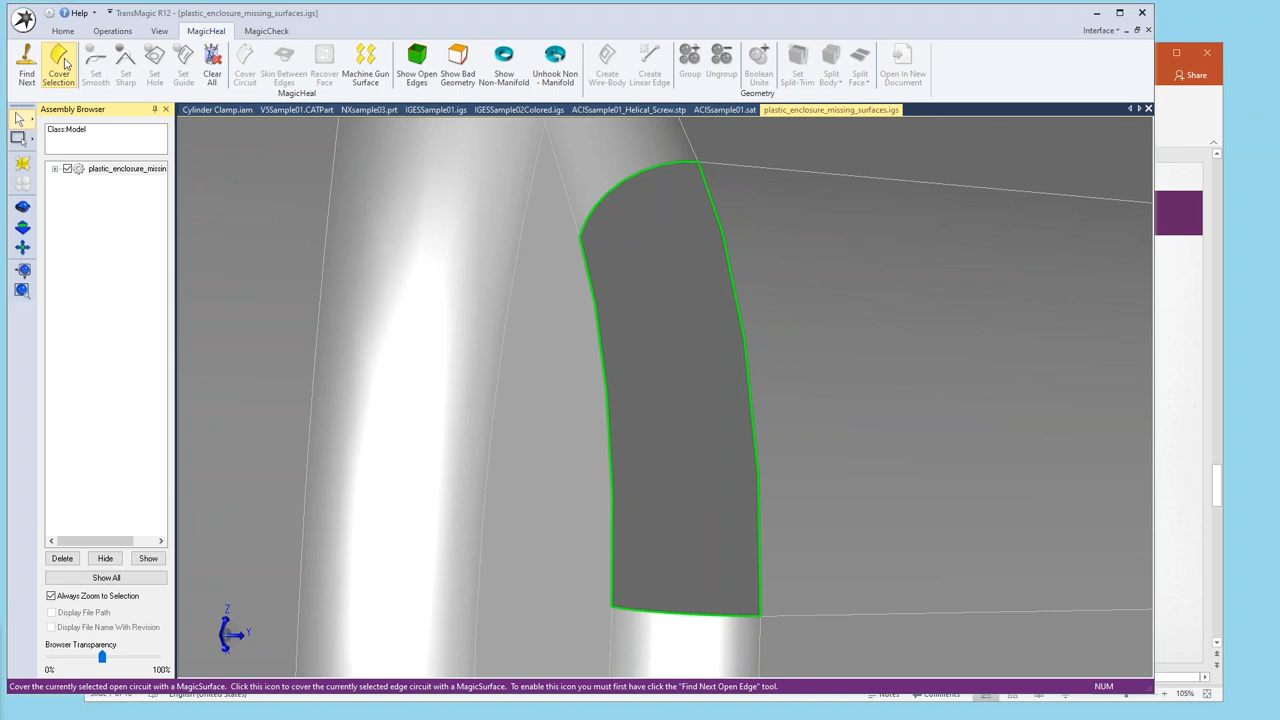 Help
TransMagic R12 - [plastic_enclosure_missing_surfaces.igs]
Home
Operations
View
MagicHeal
MagicCheck
Interface
Find Next
Cover Selection
Set Smooth
Set Sharp
Set Hole
Set Guide
Clear All
Cover Circuit
Skin Between Edges
Recover Face
Machine Gun Surface
Show Open Edges
Show Bad Geometry
Show Non-Manifold
Unhook Non - Manifold
Create Wire-Body
Create Linear Edge
Group
Ungroup
Boolean Unite
Set Split-Trim
Split Body
Split Face
Open In New Document
MagicHeal
Geometry
Share
Assembly Browser
Cylinder Clamp.iam
V5Sample01.CATPart
NXsample03.prt
IGESSample01.igs
IGESSample02Colored.igs
ACISsample01_Helical_Screw.stp
ACISsample01.sat
plastic_enclosure_missing_surfaces.igs
Class:Model
plastic_enclosure_missin
Delete
Hide
Show
Show All
Always Zoom to Selection
Display File Path
Display File Name With Revision
Browser Transparency
0%
100%
Z
Y
Cover the currently selected open circuit with a MagicSurface. Click this icon to cover the currently selected edge circuit with a MagicSurface. To enable this icon you must first have click the "Find Next Open Edge" tool.
NUM
English (United States)
Notes
Comments
105%